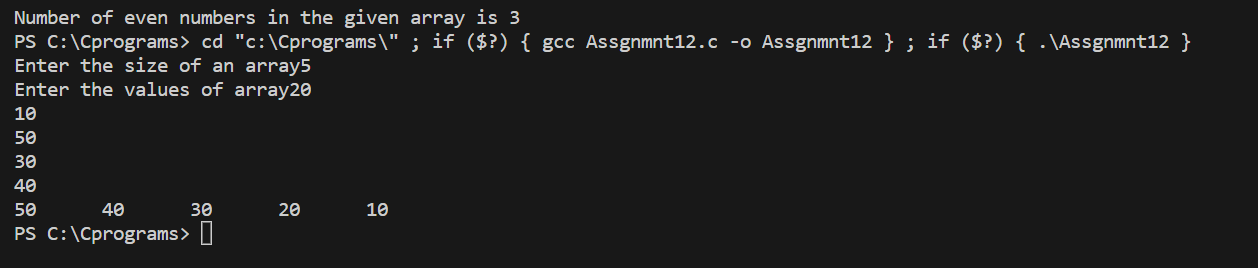 Number of even numbers in the given array is 3
PS C:\Cprograms> cd "c:\Cprograms\" ; if ($?) { gcc Assgnmnt12.c -o Assgnmnt12 } ; if ($?) { .\Assgnmnt12 }
Enter the size of an array5
Enter the values of array20
10
50
30
40
50      40      30      20      10
PS C:\Cprograms>